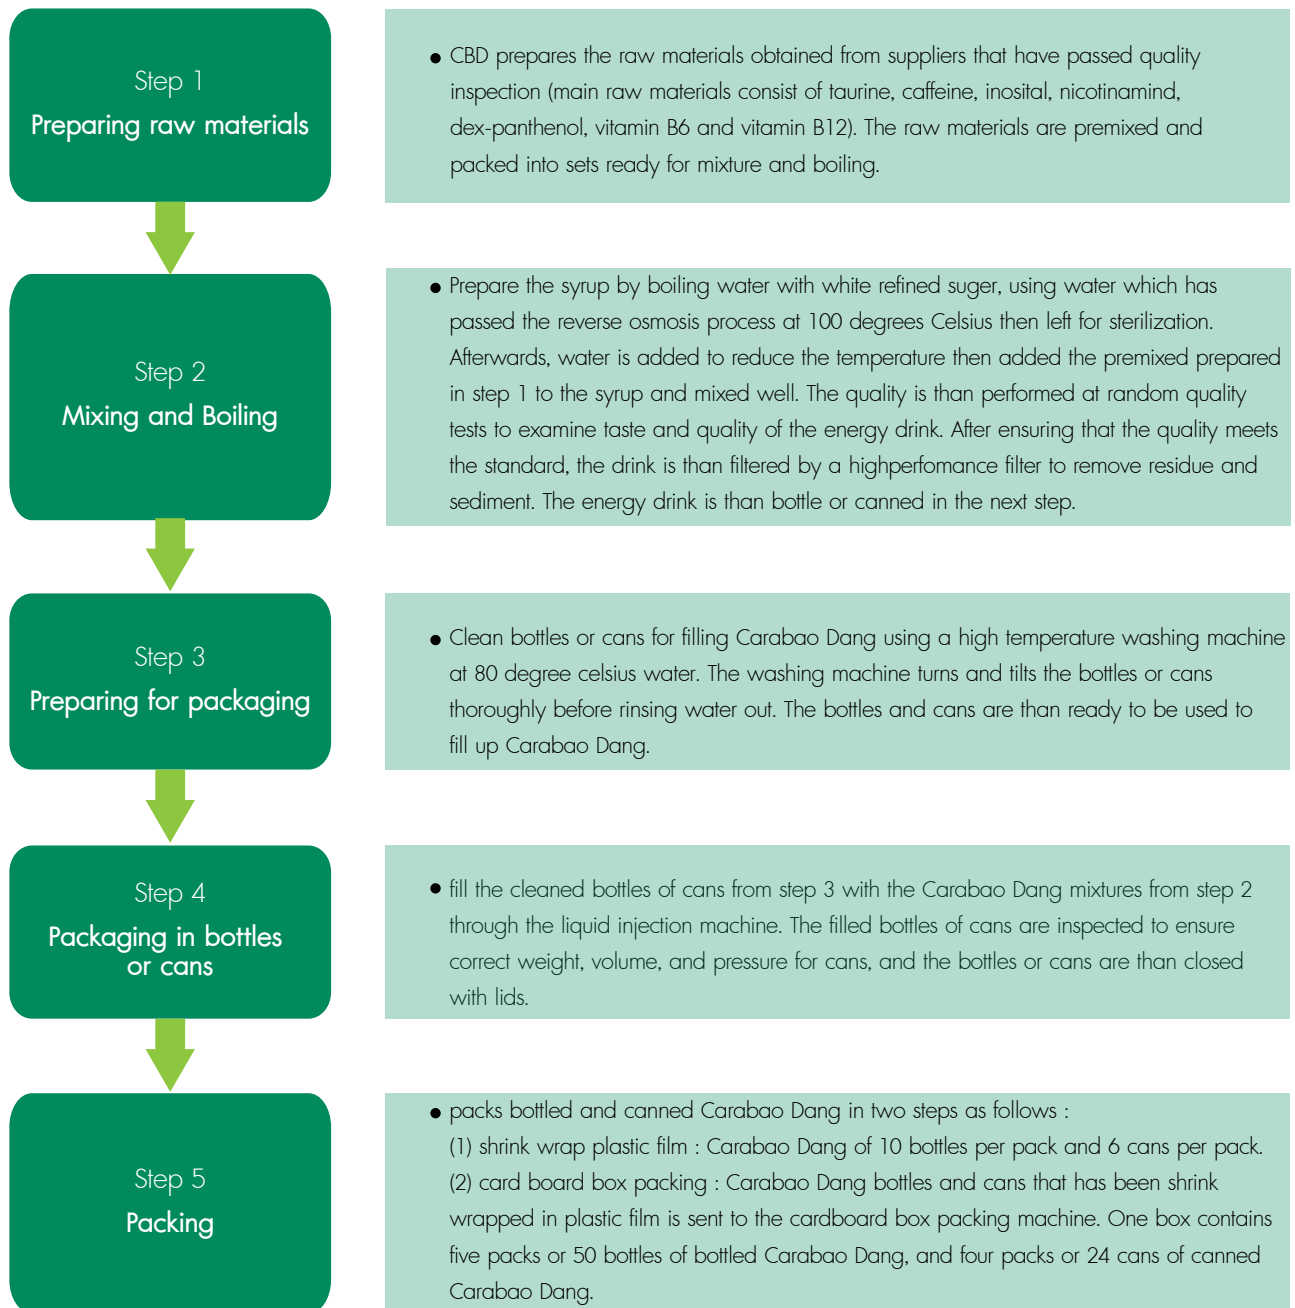 Step 1
Preparing raw materials
● CBD prepares the raw materials obtained from suppliers that have passed quality
inspection (main raw materials consist of taurine, caffeine, inosital, nicotinamind,
dex-panthenol, vitamin B6 and vitamin B12). The raw materials are premixed and
packed into sets ready for mixture and boiling.
Step 2
Mixing and Boiling
● Prepare the syrup by boiling water with white refined suger, using water which has
passed the reverse osmosis process at 100 degrees Celsius then left for sterilization.
Afterwards, water is added to reduce the temperature then added the premixed prepared
in step 1 to the syrup and mixed well. The quality is than performed at random quality
tests to examine taste and quality of the energy drink. After ensuring that the quality meets
the standard, the drink is than filtered by a highperfomance filter to remove residue and
sediment. The energy drink is than bottle or canned in the next step.
Step 3
Preparing for packaging
● Clean bottles or cans for filling Carabao Dang using a high temperature washing machine
at 80 degree celsius water. The washing machine turns and tilts the bottles or cans
thoroughly before rinsing water out. The bottles and cans are than ready to be used to
fill up Carabao Dang.
Step 4
Packaging in bottles
or cans
● fill the cleaned bottles of cans from step 3 with the Carabao Dang mixtures from step 2
through the liquid injection machine. The filled bottles of cans are inspected to ensure
correct weight, volume, and pressure for cans, and the bottles or cans are than closed
with lids.
Step 5
Packing
● packs bottled and canned Carabao Dang in two steps as follows :
(1) shrink wrap plastic film : Carabao Dang of 10 bottles per pack and 6 cans per pack.
(2) card board box packing : Carabao Dang bottles and cans that has been shrink
wrapped in plastic film is sent to the cardboard box packing machine. One box contains
five packs or 50 bottles of bottled Carabao Dang, and four packs or 24 cans of canned
Carabao Dang.